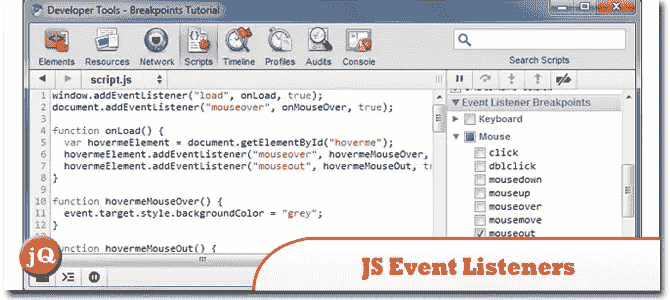 Developer Tools - Breakpoints Tutorial
Elements Resources Network Scripts Timeline Profiles Audits Console
Search Scripts
script.js
1 window.addEventListener("load", onLoad, true);
2 document.addEventListener("mouseover", onMouseOver, true);
3
4 function onLoad() {
5 var hovermeElement = document.getElementById("hoverme");
6 hovermeElement.addEventListener("mouseover", hovermeMouseOver,
7 hovermeElement.addEventListener("mouseout", hovermeMouseOut, tr
8 }
9
10 function hovermeMouseOver() {
11 event.target.style.backgroundColor = "grey";
12 }
function hovermeMouseOut() {
Event Listener Breakpoints
Keyboard
Mouse
click
dblclick
mousedown
mouseup
mouseover
mousemove
mouseout
jQ
JS Event Listeners